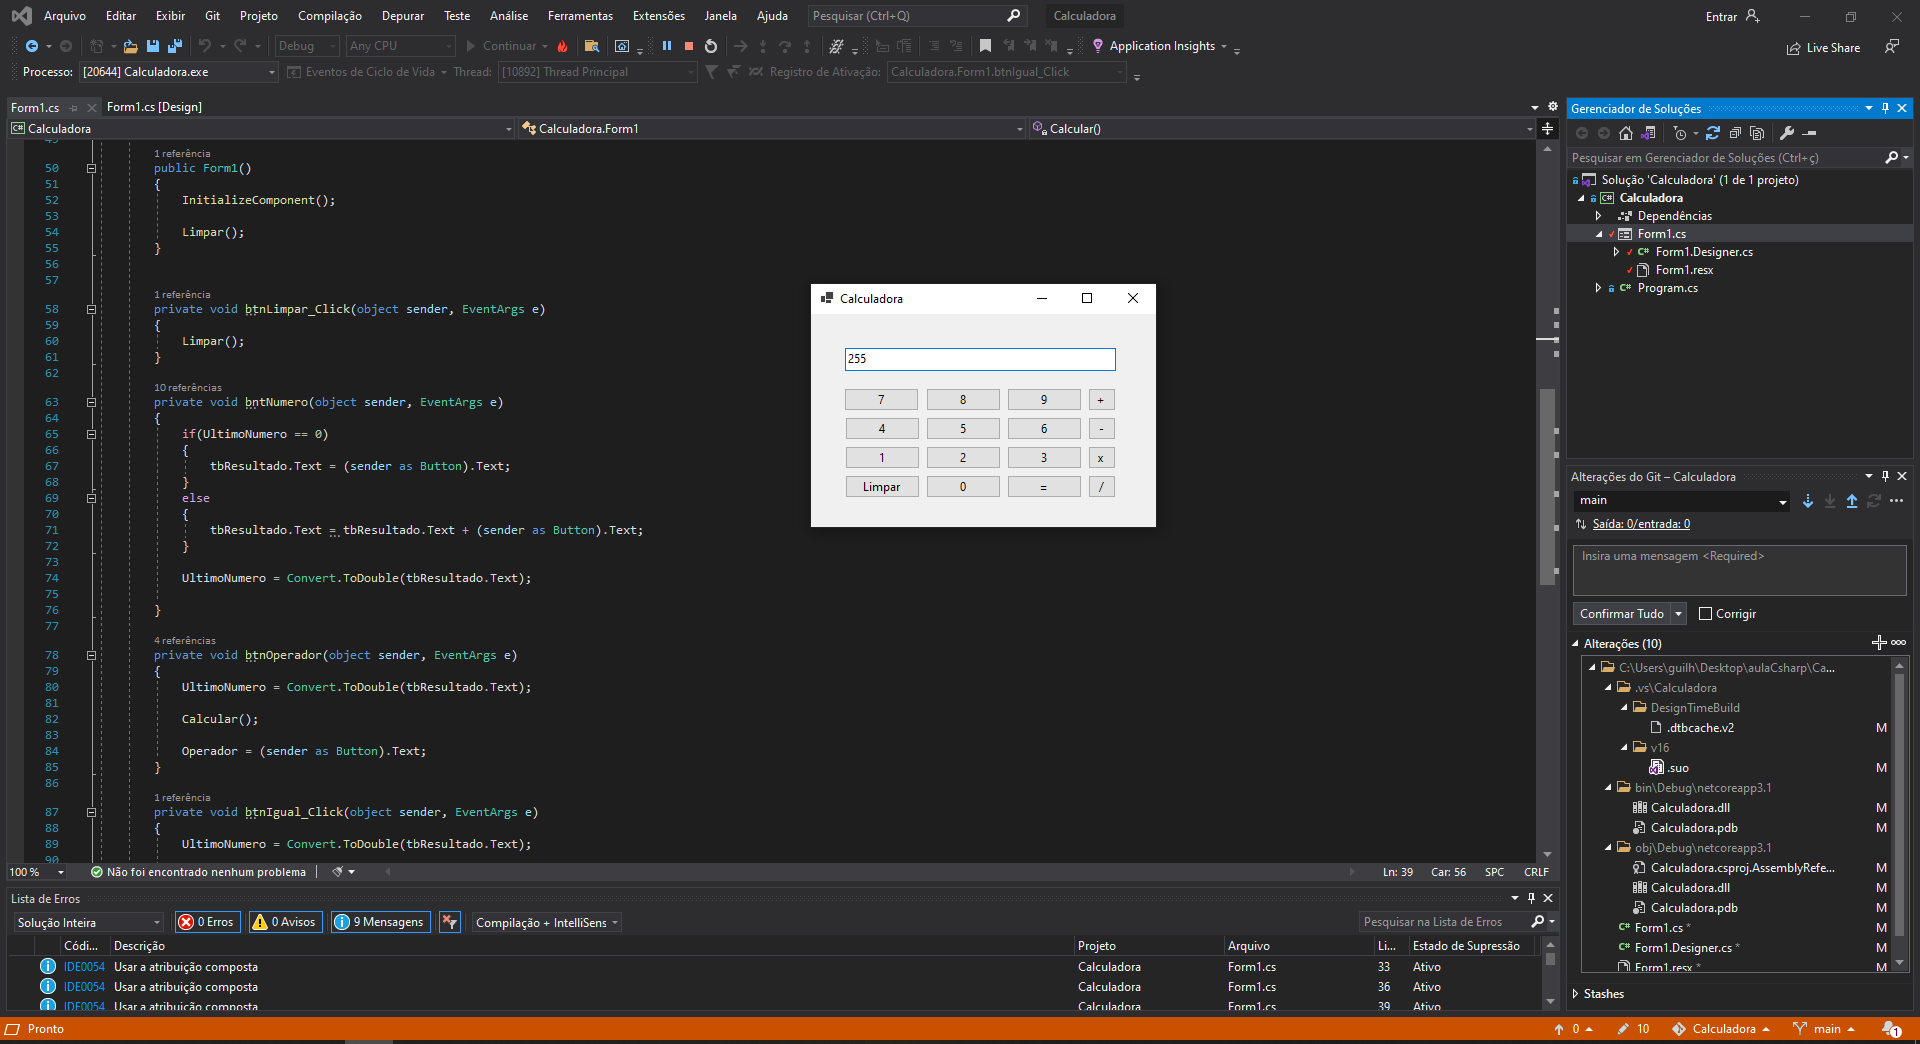 Arquivo Editar Exibir Git Projeto Compilação Depurar Teste Análise Ferramentas Extensões Janela Ajuda Pesquisar (Ctrl+Q) Calculadora Entrar
Debug Any CPU Continuar Application Insights Live Share
Processo: [20644] Calculadora.exe Eventos de Ciclo de Vida Thread: [10892] Thread Principal Registro de Ativação: Calculadora.Form1.btnIgual_Click
Form1.cs Form1.cs [Design]
Calculadora Calculadora.Form1 Calcular()
1 referência
50 public Form1()
51 {
52 InitializeComponent();
53
54 Limpar();
55 }
56
57
1 referência
58 private void btnLimpar_Click(object sender, EventArgs e)
59 {
60 Limpar();
61 }
62
10 referências
63 private void bntNumero(object sender, EventArgs e)
64 {
65 if(UltimoNumero == 0)
66 {
67 tbResultado.Text = (sender as Button).Text;
68 }
69 else
70 {
71 tbResultado.Text = tbResultado.Text + (sender as Button).Text;
72 }
73
74 UltimoNumero = Convert.ToDouble(tbResultado.Text);
75
76 }
77
4 referências
78 private void btnOperador(object sender, EventArgs e)
79 {
80 UltimoNumero = Convert.ToDouble(tbResultado.Text);
81
82 Calcular();
83
84 Operador = (sender as Button).Text;
85 }
86
1 referência
87 private void btnIgual_Click(object sender, EventArgs e)
88 {
89 UltimoNumero = Convert.ToDouble(tbResultado.Text);
90
100 % Não foi encontrado nenhum problema Ln: 39 Car: 56 SPC CRLF
Calculadora
255
7 8 9 +
4 5 6 -
1 2 3 x
Limpar 0 = /
Lista de Erros
Solução Inteira 0 Erros 0 Avisos 9 Mensagens Compilação + IntelliSens Pesquisar na Lista de Erros
Códi... Descrição Projeto Arquivo Li... Estado de Supressão
IDE0054 Usar a atribuição composta Calculadora Form1.cs 33 Ativo
IDE0054 Usar a atribuição composta Calculadora Form1.cs 36 Ativo
IDE0054 Usar a atribuição composta Calculadora Form1.cs 39 Ativo
Gerenciador de Soluções
Pesquisar em Gerenciador de Soluções (Ctrl+ç)
Solução 'Calculadora' (1 de 1 projeto)
C# Calculadora
Dependências
Form1.cs
C# Form1.Designer.cs
Form1.resx
C# Program.cs
Alterações do Git – Calculadora
main
Saída: 0/entrada: 0
Insira uma mensagem <Required>
Confirmar Tudo Corrigir
Alterações (10)
C:\Users\guilh\Desktop\aulaCsharp\Ca...
.vs\Calculadora
DesignTimeBuild
.dtbcache.v2 M
v16
.suo M
bin\Debug\netcoreapp3.1
Calculadora.dll M
Calculadora.pdb M
obj\Debug\netcoreapp3.1
Calculadora.csproj.AssemblyRefe... M
Calculadora.dll M
Calculadora.pdb M
C# Form1.cs * M
C# Form1.Designer.cs * M
Form1.resx * M
Stashes
Pronto 0 10 Calculadora main 1